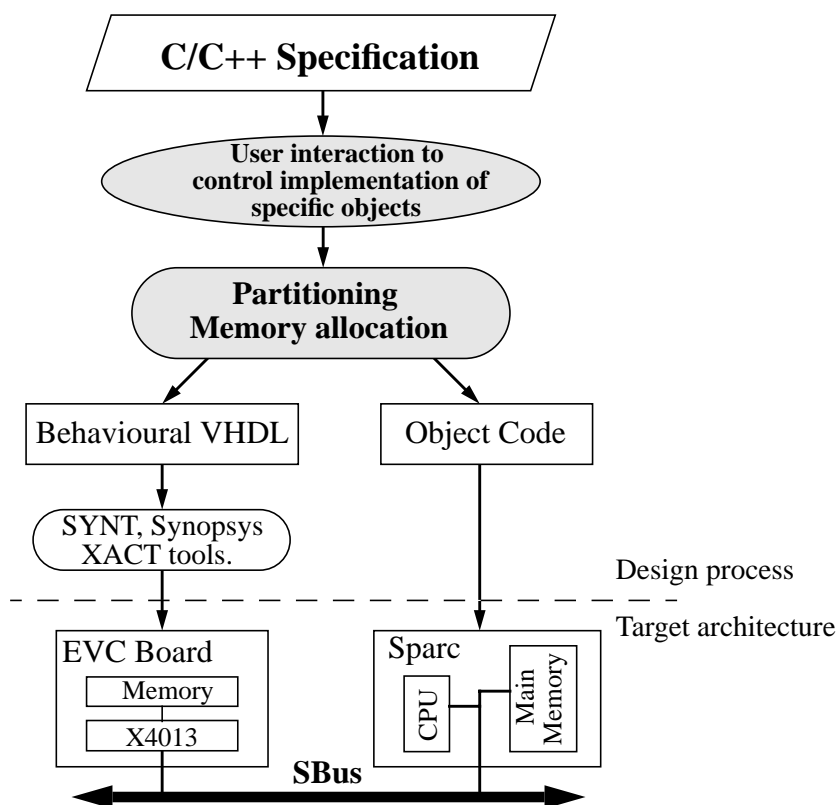 C/C++ Specification
User interaction to
control implementation of
specific objects
Partitioning
Memory allocation
Behavioural VHDL
Object Code
SYNT, Synopsys
XACT tools.
Design process
Target architecture
EVC Board
Memory
X4013
Sparc
CPU
Main
Memory
SBus